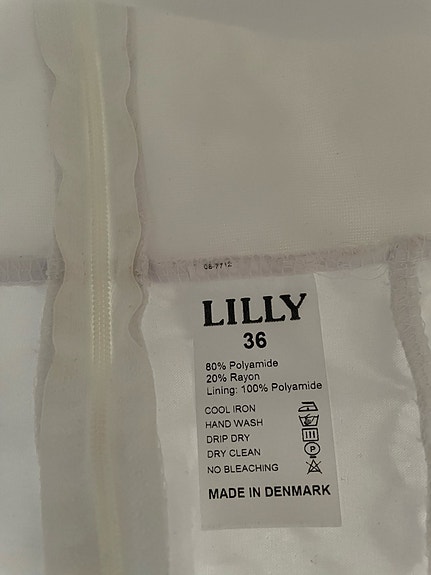 08-7712
LILLY
36
80% Polyamide
20% Rayon
Lining: 100% Polyamide
COOL IRON
HAND WASH
DRIP DRY
DRY CLEAN
P
NO BLEACHING
MADE IN DENMARK